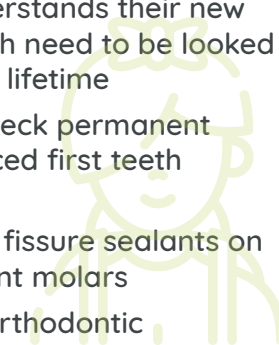 erstands their new
h need to be looked
lifetime
eck permanent
ced first teeth
fissure sealants on
nt molars
rthodontic